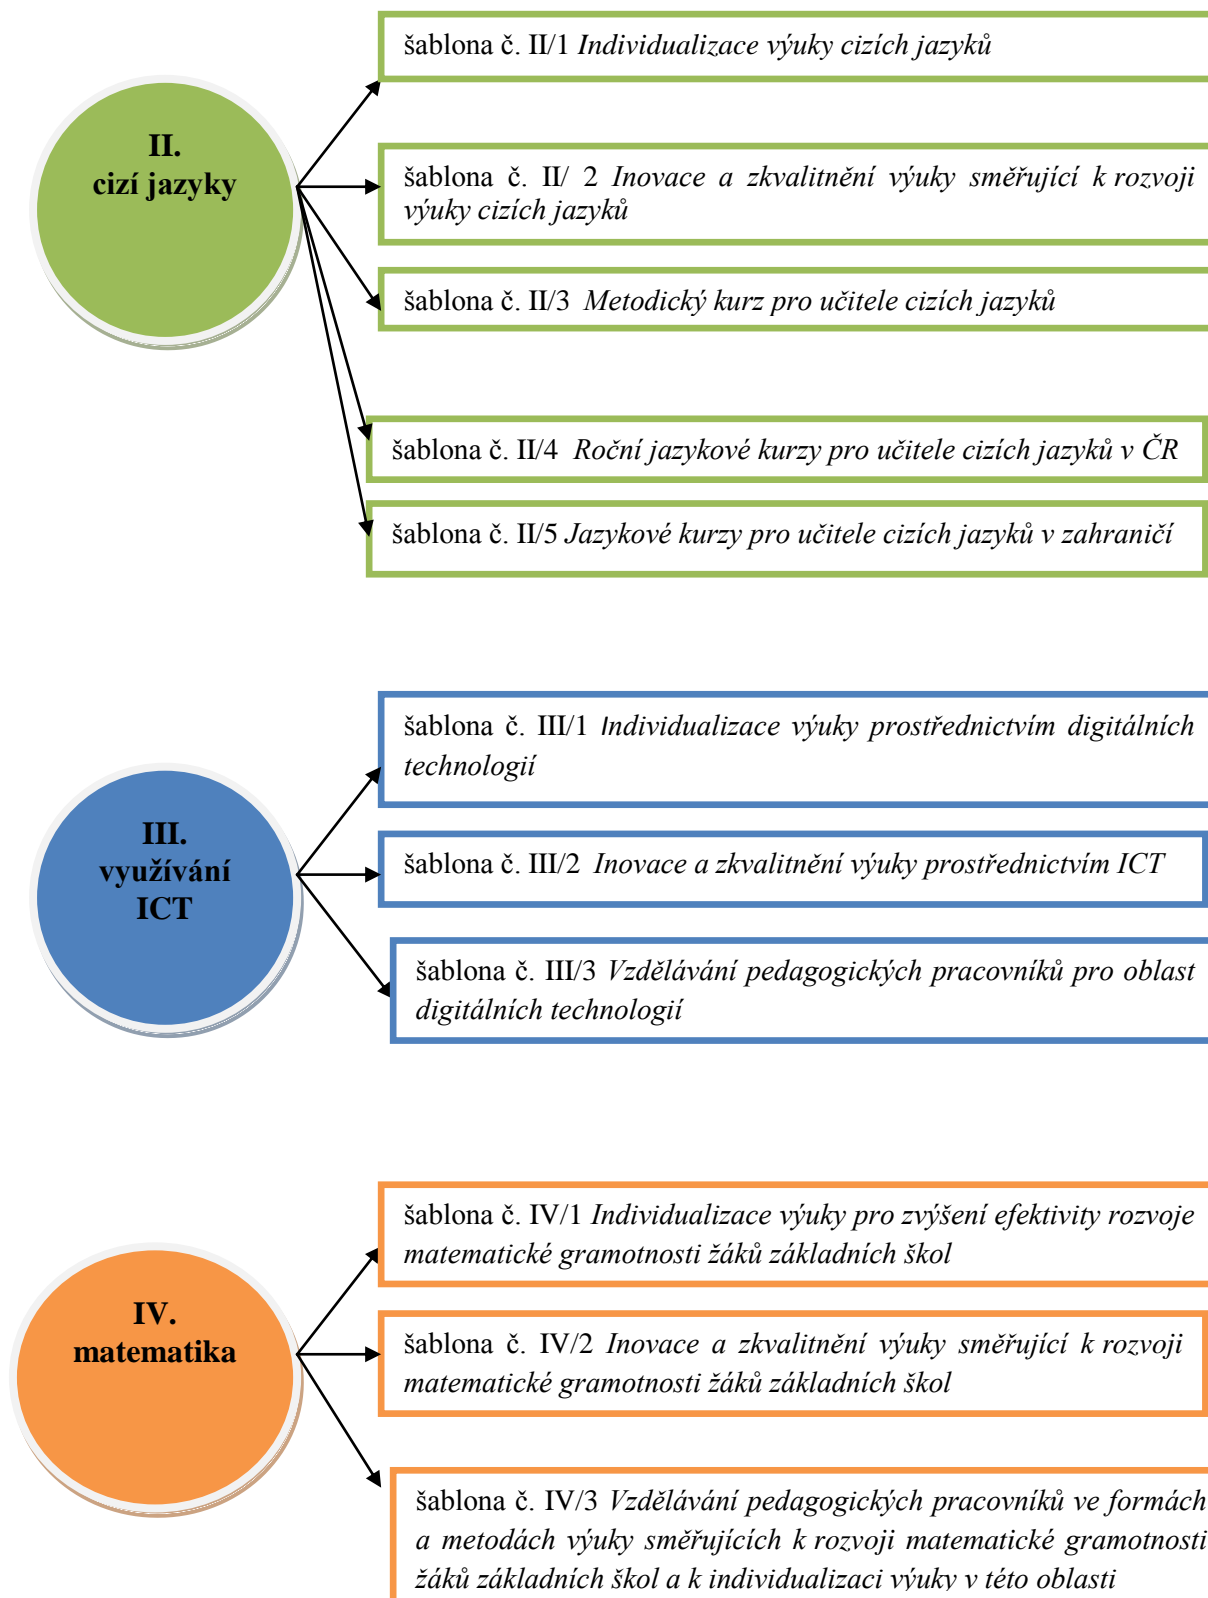 šablona č. II/1 Individualizace výuky cizích jazyků
II.
cizí jazyky
šablona č. II/ 2 Inovace a zkvalitnění výuky směřující k rozvoji
výuky cizích jazyků
šablona č. II/3 Metodický kurz pro učitele cizích jazyků
šablona č. II/4 Roční jazykové kurzy pro učitele cizích jazyků v ČR
šablona č. II/5 Jazykové kurzy pro učitele cizích jazyků v zahraničí
III.
využívání
ICT
šablona č. III/1 Individualizace výuky prostřednictvím digitálních
technologií
šablona č. III/2 Inovace a zkvalitnění výuky prostřednictvím ICT
šablona č. III/3 Vzdělávání pedagogických pracovníků pro oblast
digitálních technologií
IV.
matematika
šablona č. IV/1 Individualizace výuky pro zvýšení efektivity rozvoje
matematické gramotnosti žáků základních škol
šablona č. IV/2 Inovace a zkvalitnění výuky směřující k rozvoji
matematické gramotnosti žáků základních škol
šablona č. IV/3 Vzdělávání pedagogických pracovníků ve formách
a metodách výuky směřujících k rozvoji matematické gramotnosti
žáků základních škol a k individualizaci výuky v této oblasti